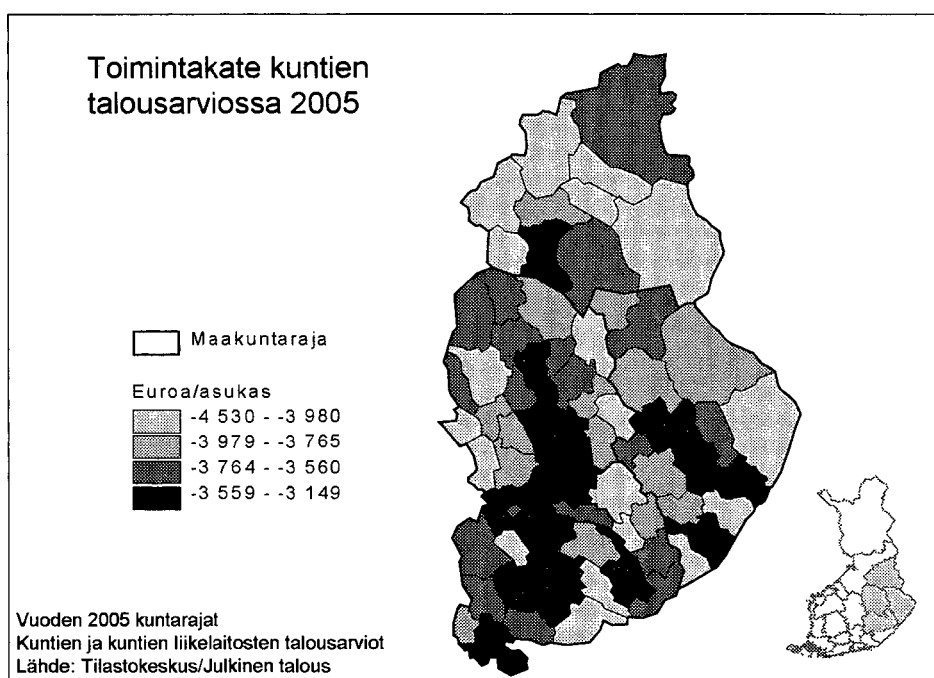 Toimintakate kuntien
talousarviossa 2005
Maakuntaraja
Euroa/asukas
-4 530 - -3 980
-3 979 - -3 765
-3 764 - -3 560
-3 559 - -3 149
Vuoden 2005 kuntarajat
Kuntien ja kuntien liikelaitosten talousarviot
Lähde: Tilastokeskus/Julkinen talous